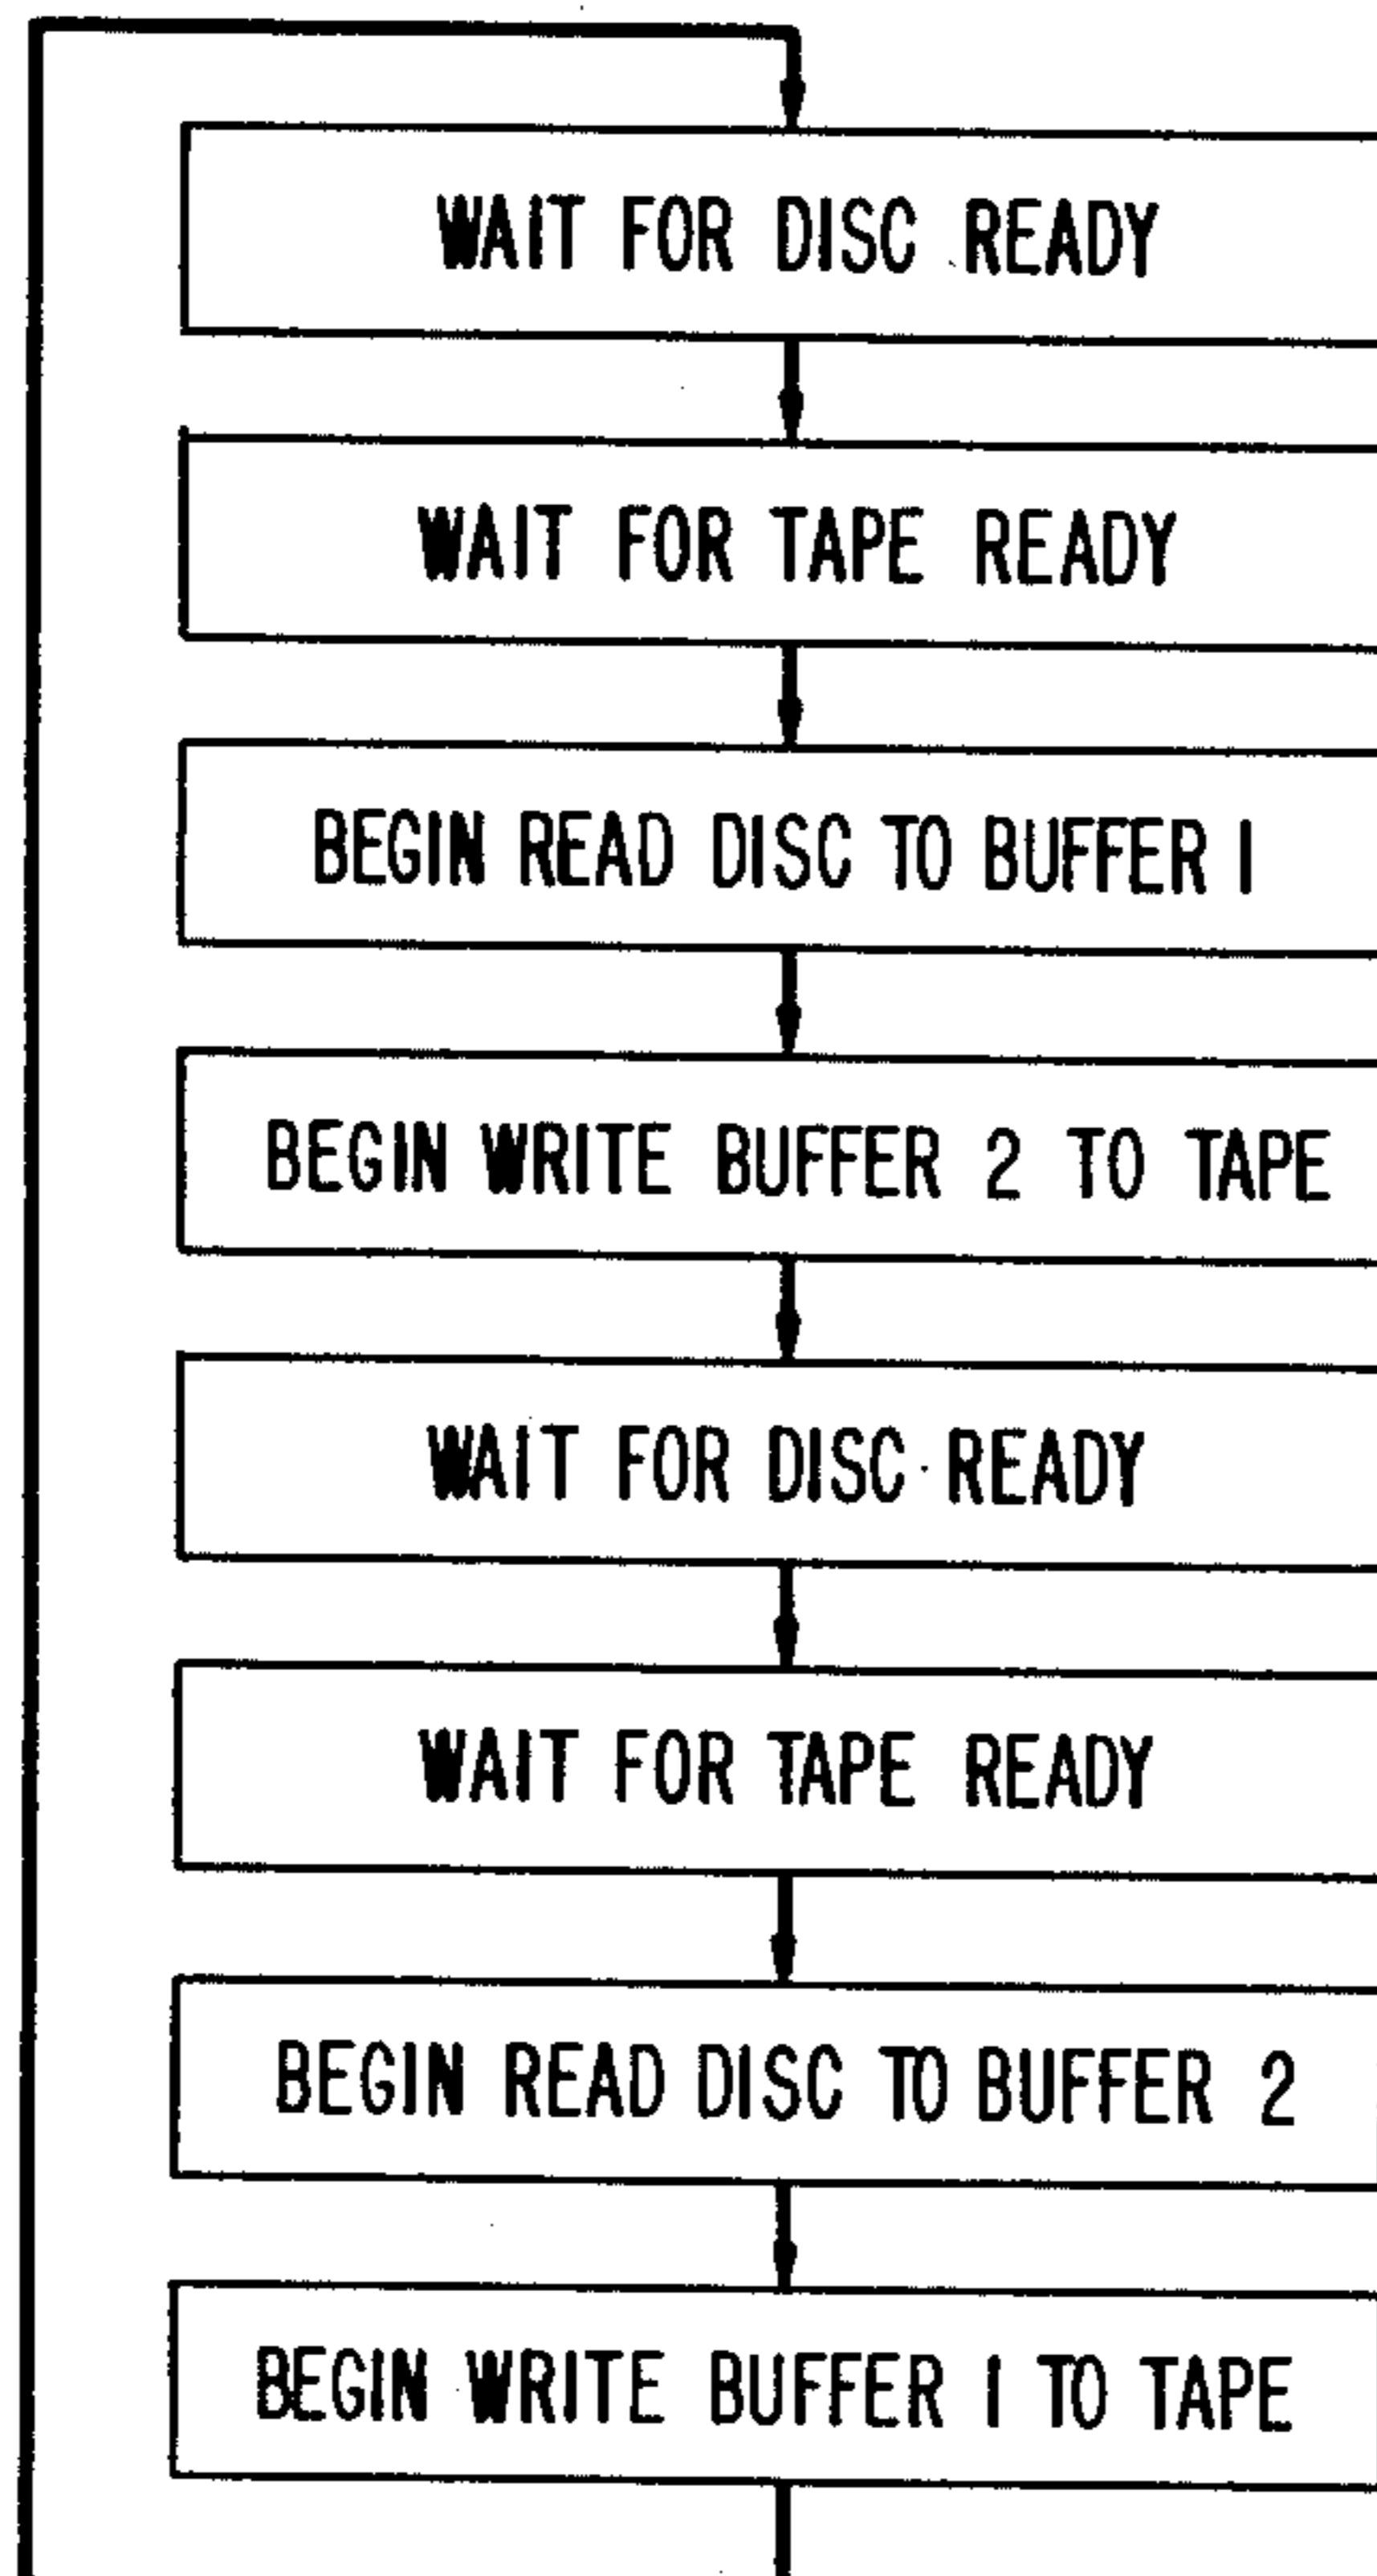 WAIT FOR DISC READY
WAIT FOR TAPE READY
BEGIN READ DISC TO BUFFER 1
BEGIN WRITE BUFFER 2 TO TAPE
WAIT FOR DISC READY
WAIT FOR TAPE READY
BEGIN READ DISC TO BUFFER 2
BEGIN WRITE BUFFER 1 TO TAPE